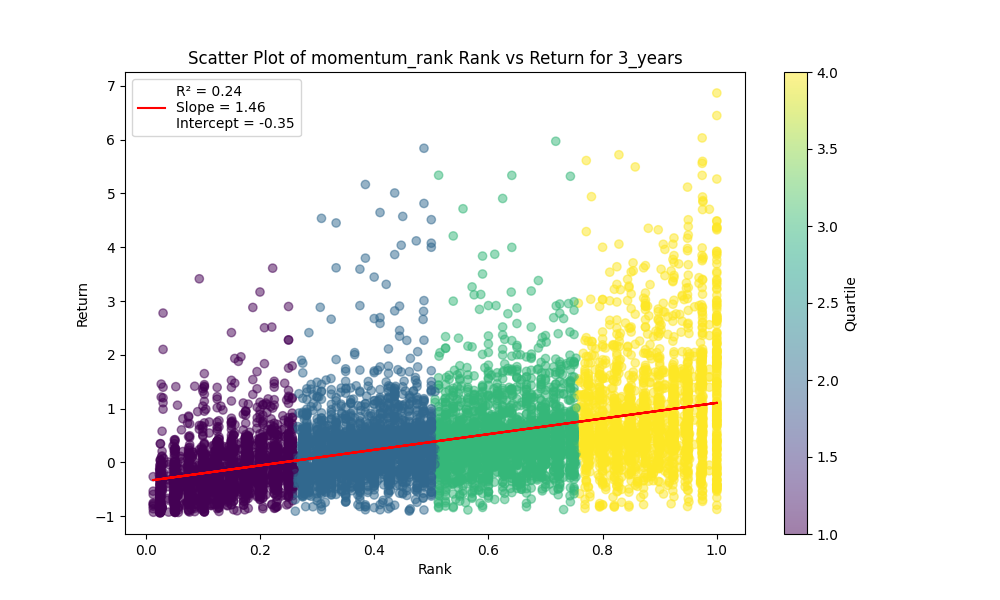 Scatter Plot of momentum_rank Rank vs Return for 3_years
R² = 0.24
Slope = 1.46
Intercept = -0.35
7
6
5
4
3
2
1
0
−1
Return
0.0 0.2 0.4 0.6 0.8 1.0
Rank
4.0
3.5
3.0
2.5
2.0
1.5
1.0
Quartile